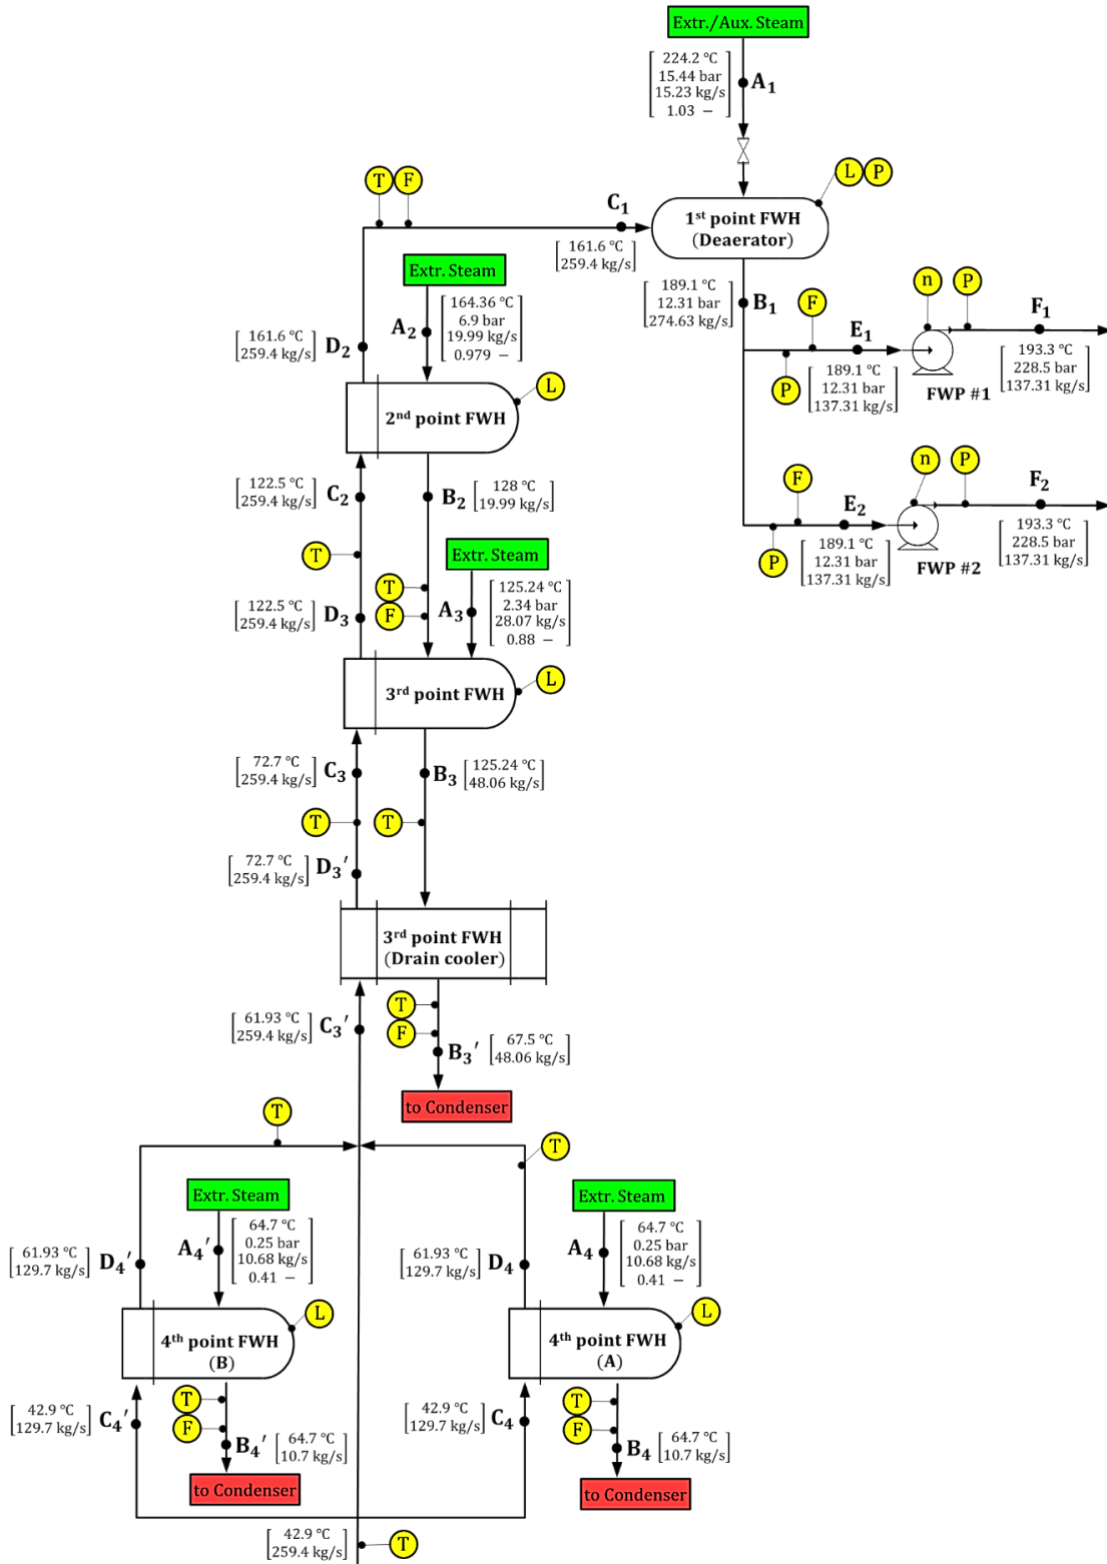 Extr./Aux. Steam
224.2 °C
15.44 bar
15.23 kg/s
1.03 −
A₁
T
F
L
P
C₁
1ˢᵗ point FWH
(Deaerator)
161.6 °C
259.4 kg/s
Extr. Steam
164.36 °C
6.9 bar
19.99 kg/s
0.979 −
A₂
189.1 °C
12.31 bar
274.63 kg/s
B₁
F
n
P
F₁
E₁
193.3 °C
228.5 bar
137.31 kg/s
P
189.1 °C
12.31 bar
137.31 kg/s
FWP #1
161.6 °C
259.4 kg/s
D₂
L
2ⁿᵈ point FWH
F
n
P
F₂
E₂
193.3 °C
228.5 bar
137.31 kg/s
P
189.1 °C
12.31 bar
137.31 kg/s
FWP #2
122.5 °C
259.4 kg/s
C₂
B₂
128 °C
19.99 kg/s
T
Extr. Steam
T
F
125.24 °C
2.34 bar
28.07 kg/s
0.88 −
A₃
122.5 °C
259.4 kg/s
D₃
L
3ʳᵈ point FWH
72.7 °C
259.4 kg/s
C₃
B₃
125.24 °C
48.06 kg/s
T
T
72.7 °C
259.4 kg/s
D₃′
3ʳᵈ point FWH
(Drain cooler)
T
F
61.93 °C
259.4 kg/s
C₃′
B₃′
67.5 °C
48.06 kg/s
to Condenser
T
T
Extr. Steam
64.7 °C
0.25 bar
10.68 kg/s
0.41 −
A₄′
Extr. Steam
64.7 °C
0.25 bar
10.68 kg/s
0.41 −
A₄
61.93 °C
129.7 kg/s
D₄′
61.93 °C
129.7 kg/s
D₄
L
L
4ᵗʰ point FWH
(B)
4ᵗʰ point FWH
(A)
T
F
T
F
42.9 °C
129.7 kg/s
C₄′
42.9 °C
129.7 kg/s
C₄
B₄′
64.7 °C
10.7 kg/s
B₄
64.7 °C
10.7 kg/s
to Condenser
to Condenser
42.9 °C
259.4 kg/s
T